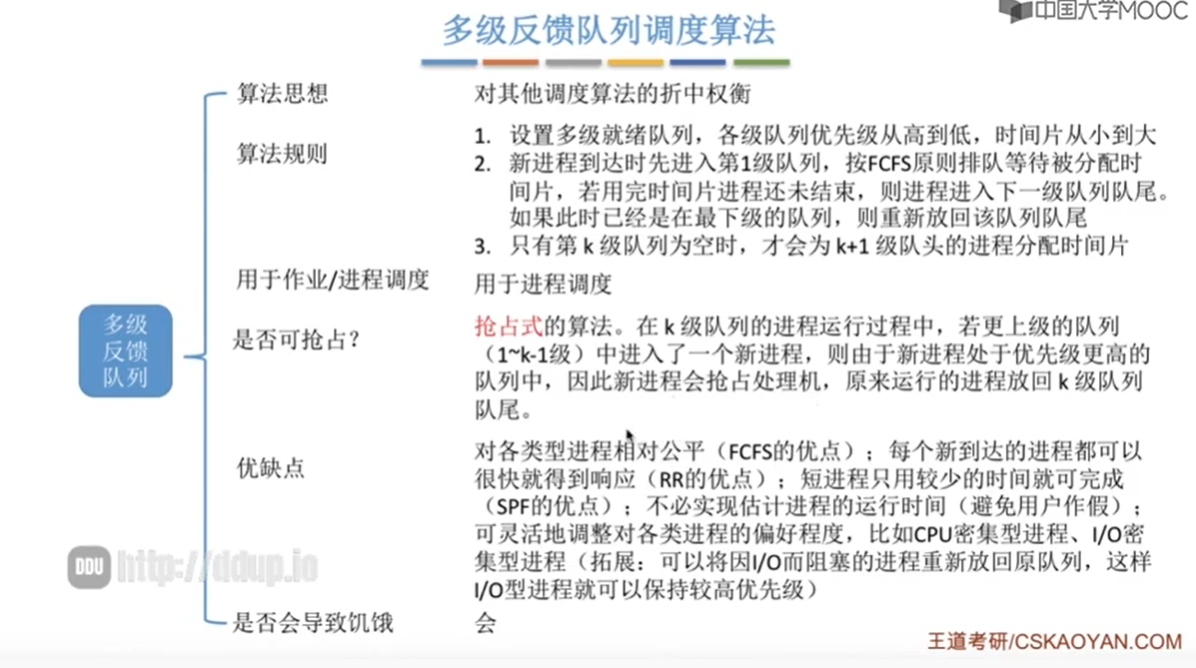 中国大学MOOC
多级反馈队列调度算法
算法思想
对其他调度算法的折中权衡
算法规则
1. 设置多级就绪队列，各级队列优先级从高到低，时间片从小到大
2. 新进程到达时先进入第1级队列，按FCFS原则排队等待被分配时
间片，若用完时间片进程还未结束，则进程进入下一级队列队尾。
如果此时已经是在最下级的队列，则重新放回该队列队尾
3. 只有第 k 级队列为空时，才会为 k+1 级队头的进程分配时间片
用于作业/进程调度
用于进程调度
多级
反馈
队列
是否可抢占？
抢占式的算法。在 k 级队列的进程运行过程中，若更上级的队列
（1~k-1级）中进入了一个新进程，则由于新进程处于优先级更高的
队列中，因此新进程会抢占处理机，原来运行的进程放回 k 级队列
队尾。
优缺点
对各类型进程相对公平（FCFS的优点）；每个新到达的进程都可以
很快就得到响应（RR的优点）；短进程只用较少的时间就可完成
（SPF的优点）；不必实现估计进程的运行时间（避免用户作假）；
可灵活地调整对各类进程的偏好程度，比如CPU密集型进程、I/O密
集型进程（拓展：可以将因I/O而阻塞的进程重新放回原队列，这样
I/O型进程就可以保持较高优先级）
DDU http://ddup.io
是否会导致饥饿
会
王道考研/CSKAOYAN.COM